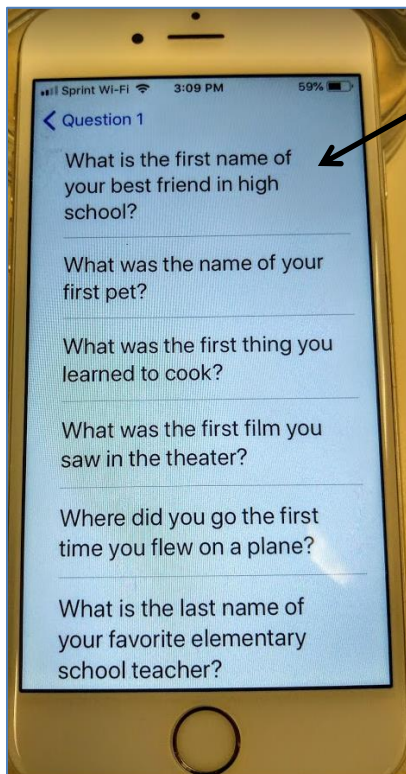 Sprint Wi-Fi 3:09 PM 59%
Question 1
What is the first name of
your best friend in high
school?
What was the name of your
first pet?
What was the first thing you
learned to cook?
What was the first film you
saw in the theater?
Where did you go the first
time you flew on a plane?
What is the last name of
your favorite elementary
school teacher?